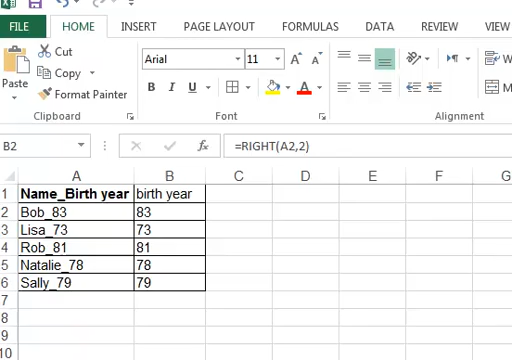 FILE HOME INSERT PAGE LAYOUT FORMULAS DATA REVIEW VIEW
Cut
Copy
Format Painter
Paste
Arial 11 A A
B I U A
Clipboard Font Alignment
B2 fx =RIGHT(A2,2)
A B C D E F G
1 Name_Birth year birth year
2 Bob_83 83
3 Lisa_73 73
4 Rob_81 81
5 Natalie_78 78
6 Sally_79 79
7
8
9
10